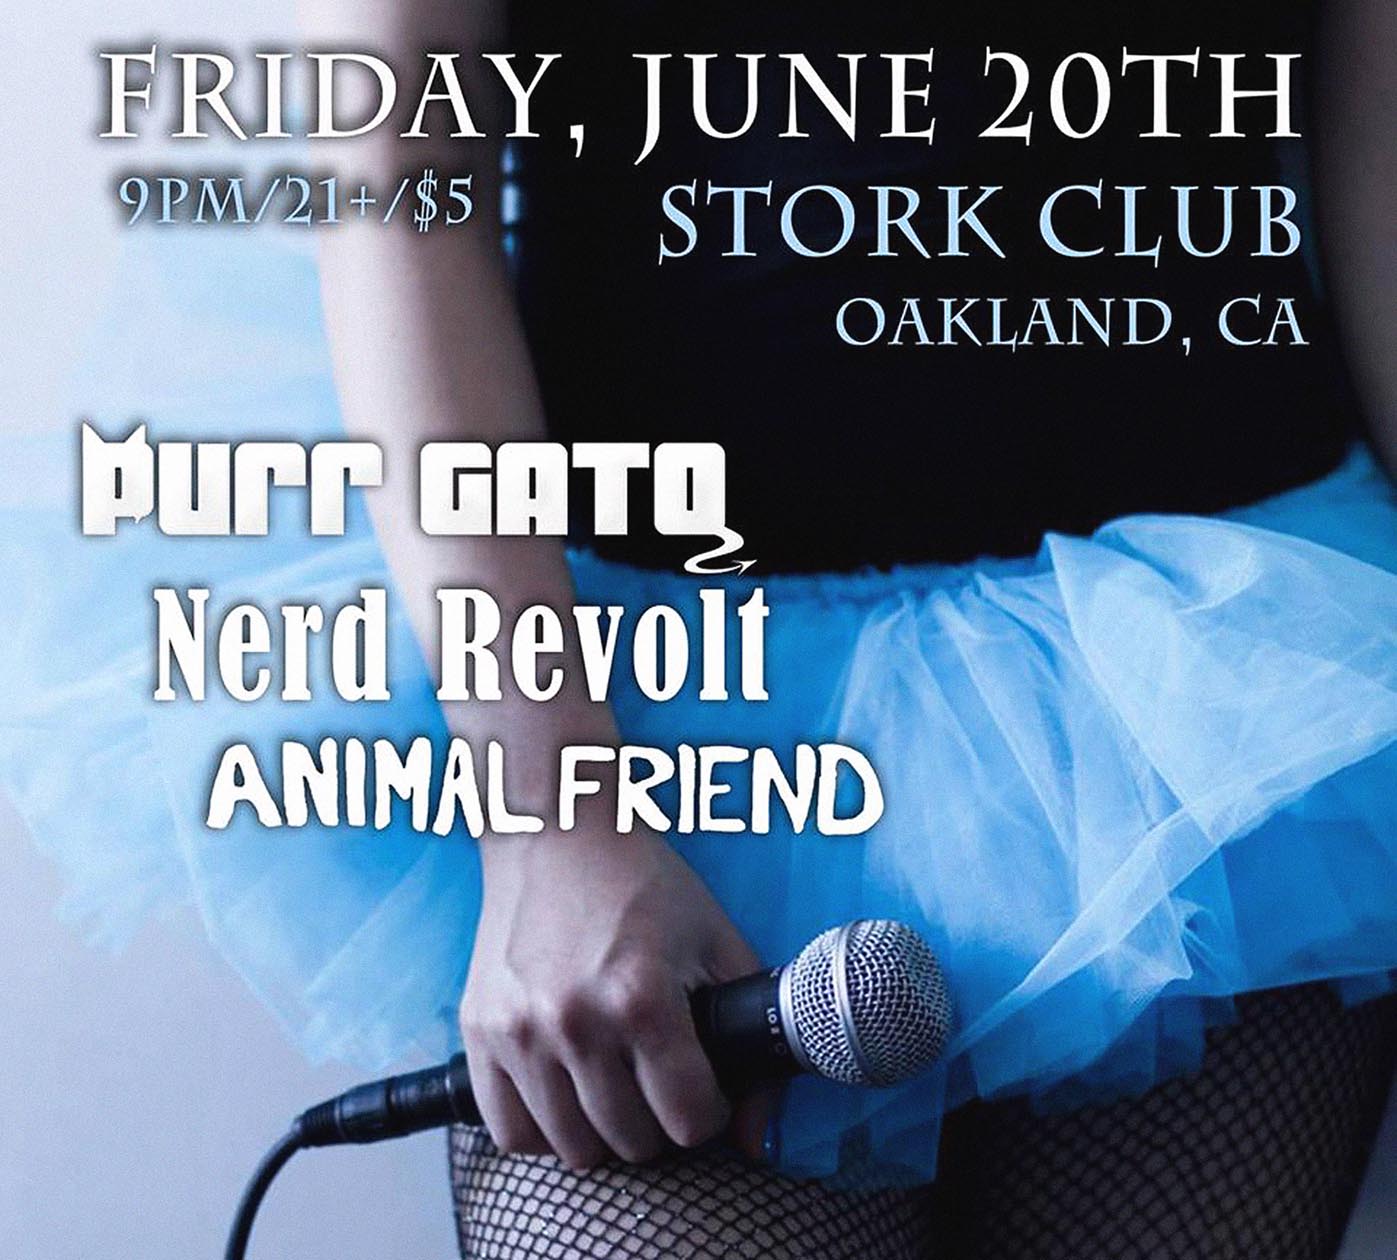 FRIDAY, JUNE 20TH
9PM/21+/$5
STORK CLUB
OAKLAND, CA
Purr GATO
Nerd Revolt
ANIMAL FRIEND